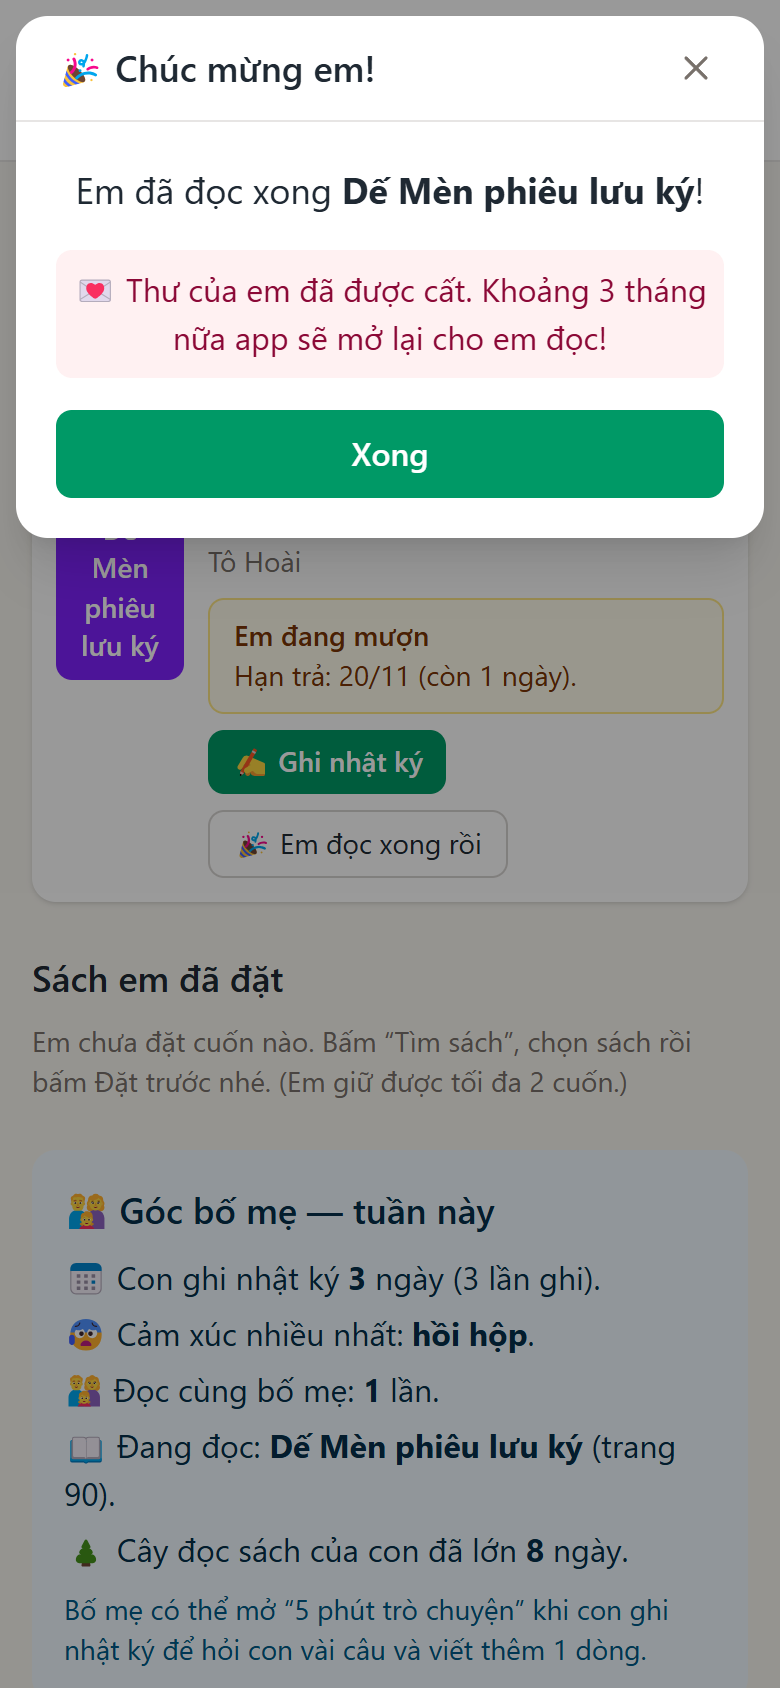 Chúc mừng em!
Em đã đọc xong Dế Mèn phiêu lưu ký!
Thư của em đã được cất. Khoảng 3 tháng
nữa app sẽ mở lại cho em đọc!
Xong
Mèn
phiêu
lưu ký
Tô Hoài
Em đang mượn
Hạn trả: 20/11 (còn 1 ngày).
Ghi nhật ký
Em đọc xong rồi
Sách em đã đặt
Em chưa đặt cuốn nào. Bấm “Tìm sách”, chọn sách rồi
bấm Đặt trước nhé. (Em giữ được tối đa 2 cuốn.)
Góc bố mẹ — tuần này
Con ghi nhật ký 3 ngày (3 lần ghi).
Cảm xúc nhiều nhất: hồi hộp.
Đọc cùng bố mẹ: 1 lần.
Đang đọc: Dế Mèn phiêu lưu ký (trang
90).
Cây đọc sách của con đã lớn 8 ngày.
Bố mẹ có thể mở “5 phút trò chuyện” khi con ghi
nhật ký để hỏi con vài câu và viết thêm 1 dòng.